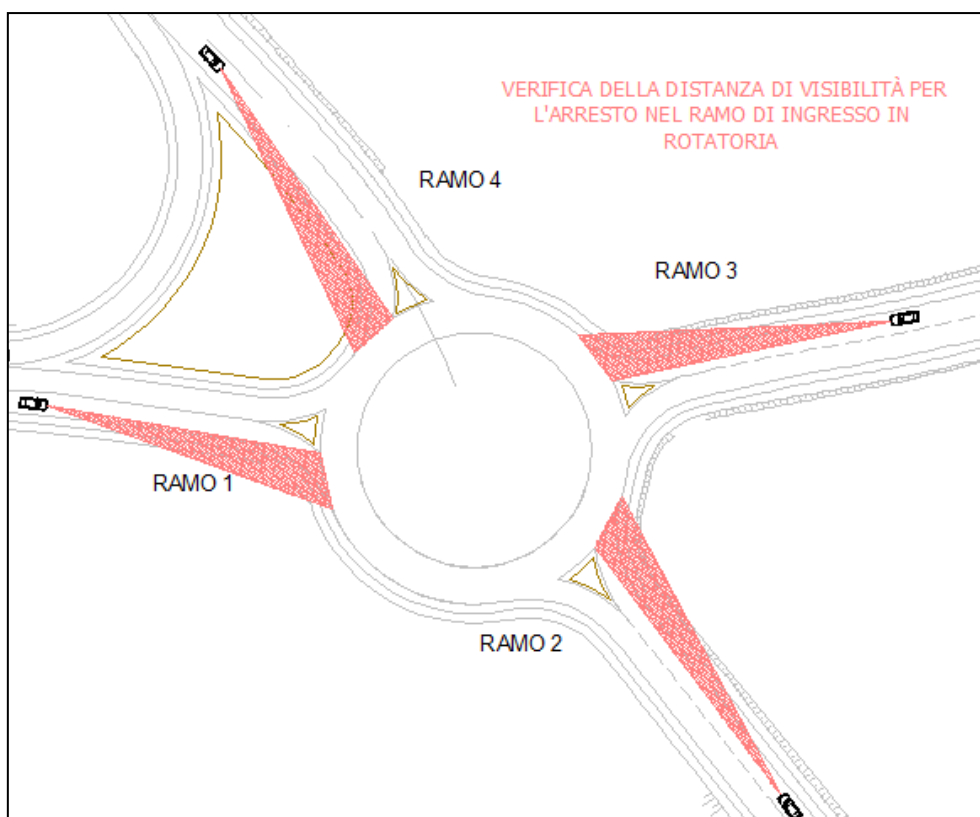 VERIFICA DELLA DISTANZA DI VISIBILITÀ PER
L'ARRESTO NEL RAMO DI INGRESSO IN
ROTATORIA
RAMO 4
RAMO 3
RAMO 1
RAMO 2